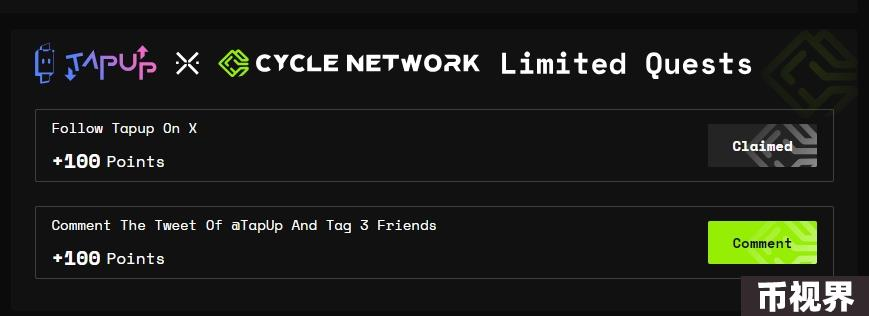 TAPUP CYCLE NETWORK Limited Quests
Follow Tapup On X
+100 Points
Claimed
Comment The Tweet Of @TapUp And Tag 3 Friends
+100 Points
Comment
币视界